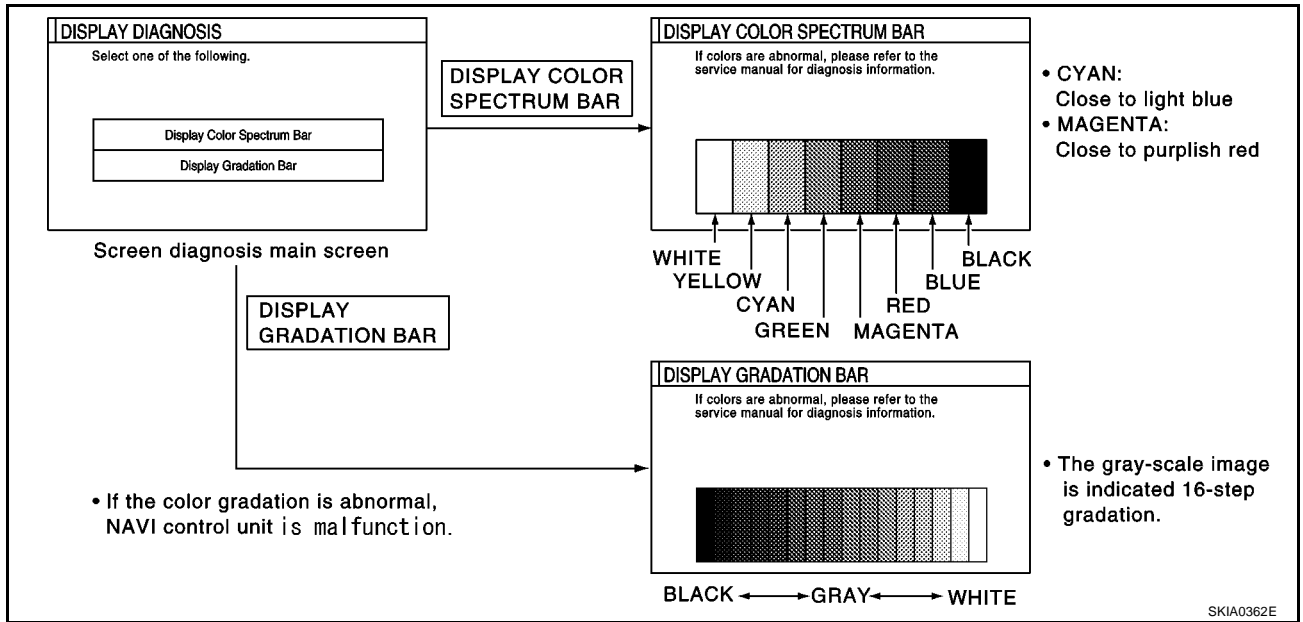 DISPLAY DIAGNOSIS
Select one of the following.
Display Color Spectrum Bar
Display Gradation Bar
Screen diagnosis main screen
DISPLAY COLOR
SPECTRUM BAR
DISPLAY COLOR SPECTRUM BAR
If colors are abnormal, please refer to the
service manual for diagnosis information.
WHITE
YELLOW
CYAN
GREEN
MAGENTA
RED
BLUE
BLACK
• CYAN:
Close to light blue
• MAGENTA:
Close to purplish red
DISPLAY
GRADATION BAR
• If the color gradation is abnormal,
NAVI control unit is malfunction.
DISPLAY GRADATION BAR
If colors are abnormal, please refer to the
service manual for diagnosis information.
BLACK GRAY WHITE
• The gray-scale image
is indicated 16-step
gradation.
SKIA0362E